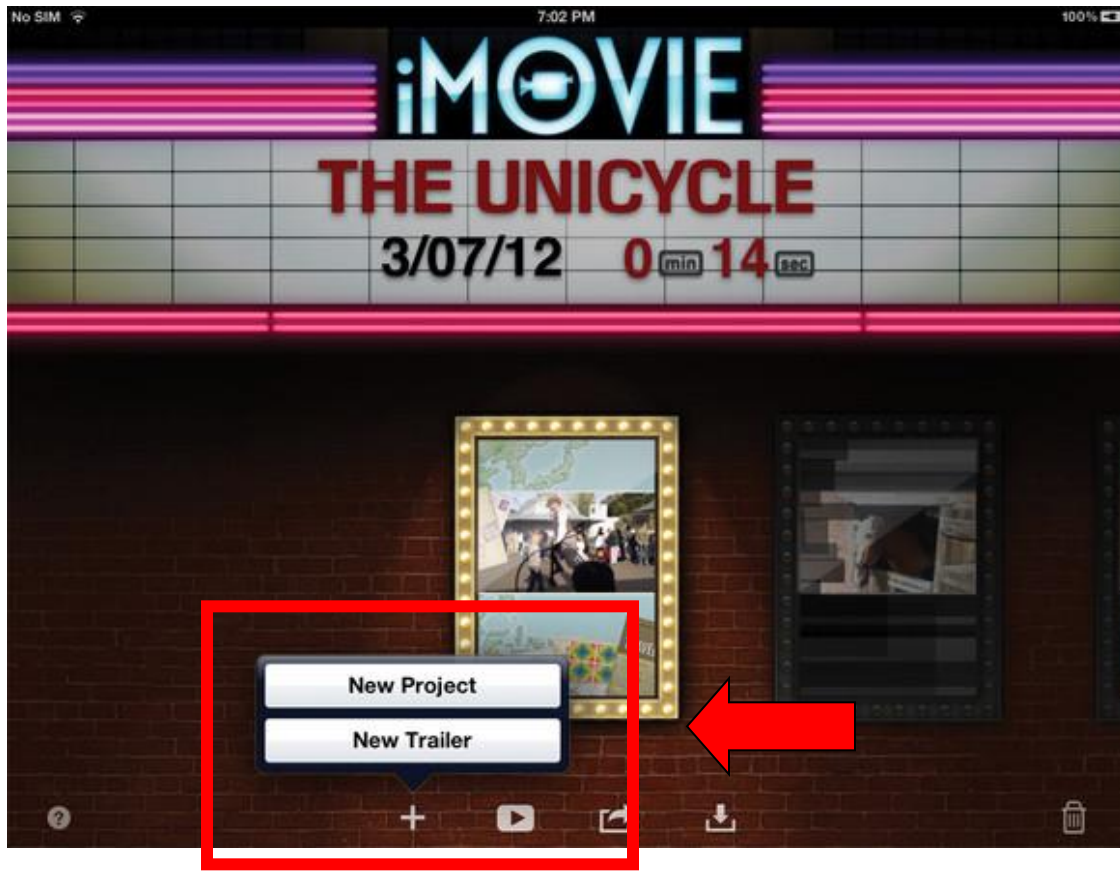 No SIM 7:02 PM 100%
iMOVIE
THE UNICYCLE
3/07/12 0 min 14 sec
New Project
New Trailer
?